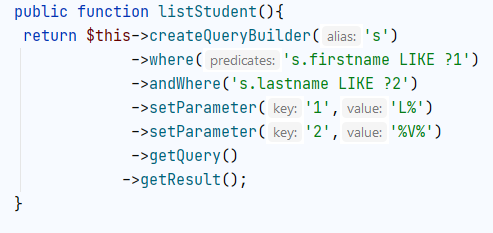 public function listStudent(){
return $this->createQueryBuilder( alias: 's')
->where( predicates: 's.firstname LIKE ?1')
->andWhere('s.lastname LIKE ?2')
->setParameter( key: '1', value: 'L%')
->setParameter( key: '2', value: '%V%')
->getQuery()
->getResult();
}